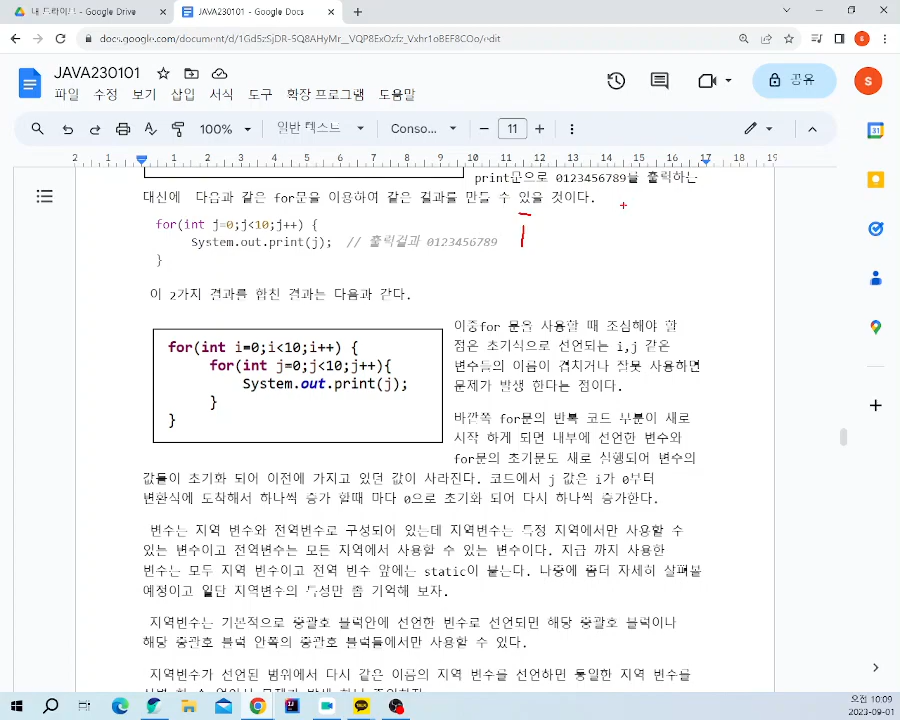 내 드라이브 - Google Drive
JAVA230101 - Google Docs
docs.google.com/document/d/1Gd5zSjDR-5Q8AHyMr__VQP8ExOzfz_Vxhr1oBEF8COo/edit
JAVA230101
공유
S
파일 수정 보기 삽입 서식 도구 확장 프로그램 도움말
100% 일반 텍스트 Conso... 11
2 1 1 2 3 4 5 6 7 8 9 10 11 12 13 14 15 16 17 18 19
print문으로 0123456789를 출력하는
대신에 다음과 같은 for문을 이용하여 같은 결과를 만들 수 있을 것이다.
for(int j=0;j<10;j++) {
System.out.print(j); // 출력결과 0123456789
}
이 2가지 결과를 합친 결과는 다음과 같다.
for(int i=0;i<10;i++) {
for(int j=0;j<10;j++){
System.out.print(j);
}
}
이중for 문을 사용할 때 조심해야 할
점은 초기식으로 선언되는 i,j 같은
변수들의 이름이 겹치거나 잘못 사용하면
문제가 발생 한다는 점이다.
바깥쪽 for문의 반복 코드 부분이 새로
시작 하게 되면 내부에 선언한 변수와
for문의 초기문도 새로 실행되어 변수의
값들이 초기화 되어 이전에 가지고 있던 값이 사라진다. 코드에서 j 값은 i가 0부터
변환식에 도착해서 하나씩 증가 할때 마다 0으로 초기화 되어 다시 하나씩 증가한다.
변수는 지역 변수와 전역변수로 구성되어 있는데 지역변수는 특정 지역에서만 사용할 수
있는 변수이고 전역변수는 모든 지역에서 사용할 수 있는 변수이다. 지금 까지 사용한
변수는 모두 지역 변수이고 전역 변수 앞에는 static이 붙는다. 나중에 좀더 자세히 살펴볼
예정이고 일단 지역변수의 특성만 좀 기억해 보자.
지역변수는 기본적으로 중괄호 블럭안에 선언한 변수로 선언되면 해당 중괄호 블럭이나
해당 중괄호 블럭 안쪽의 중괄호 블럭들에서만 사용할 수 있다.
지역변수가 선언된 범위에서 다시 같은 이름의 지역 변수를 선언하면 동일한 지역 변수를
오전 10:09
2023-09-01